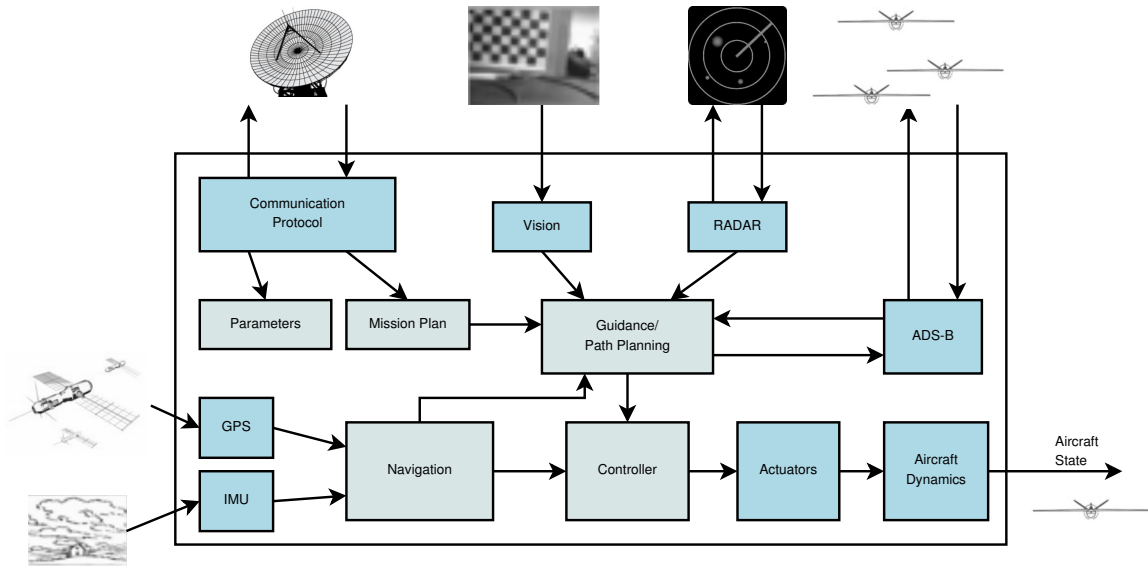 Communication
Protocol
Vision
RADAR
Parameters
Mission Plan
Guidance/
Path Planning
ADS-B
GPS
IMU
Navigation
Controller
Actuators
Aircraft
Dynamics
Aircraft
State